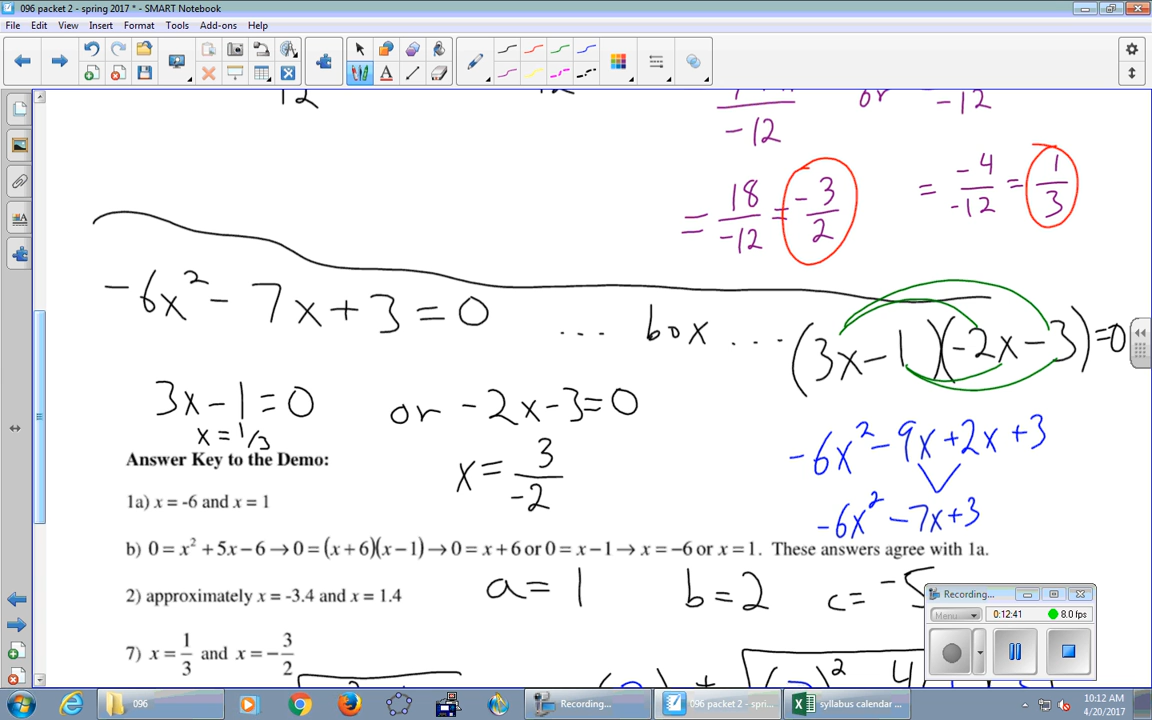 096 packet 2 - spring 2017 * - SMART Notebook
File Edit View Insert Format Tools Add-ons Help
12
or
-12
-12
= 18/-12 = -3/2
= -4/-12 = 1/3
-6x² - 7x + 3 = 0 ... box ... (3x - 1)(-2x - 3) = 0
3x - 1 = 0 or -2x - 3 = 0
x = 1/3
x = 3/-2
-6x² - 9x + 2x + 3
-6x² - 7x + 3
Answer Key to the Demo:
1a) x = -6 and x = 1
b) 0 = x² + 5x − 6 → 0 = (x + 6)(x − 1) → 0 = x + 6 or 0 = x − 1 → x = −6 or x = 1. These answers agree with 1a.
a = 1 b = 2 c = -5
2) approximately x = -3.4 and x = 1.4
7) x = 1/3 and x = − 3/2
Recording...
Menu 0:12:41 8.0 fps
096 Recording... 096 packet 2 - spri... syllabus calendar ...
10:12 AM
4/20/2017